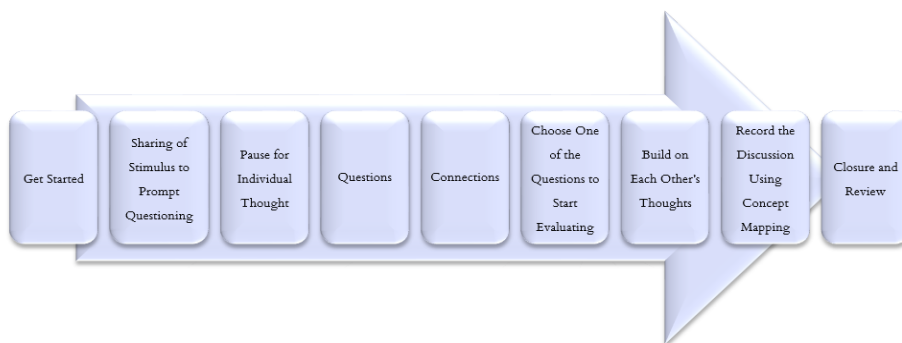 Get Started
Sharing of
Stimulus to
Prompt
Questioning
Pause for
Individual
Thought
Questions
Connections
Choose One
of the
Questions to
Start
Evaluating
Build on
Each Other's
Thoughts
Record the
Discussion
Using
Concept
Mapping
Closure and
Review